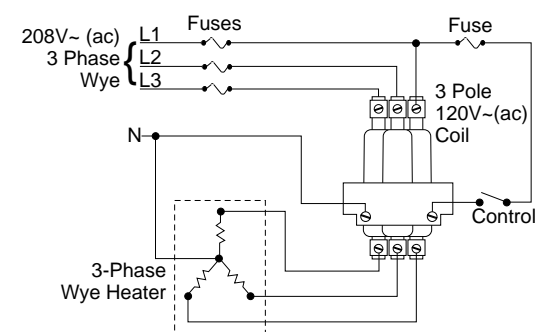 208V~ (ac)
3 Phase
Wye
L1
L2
L3
Fuses
Fuse
3 Pole
120V~(ac)
Coil
N
Control
3-Phase
Wye Heater